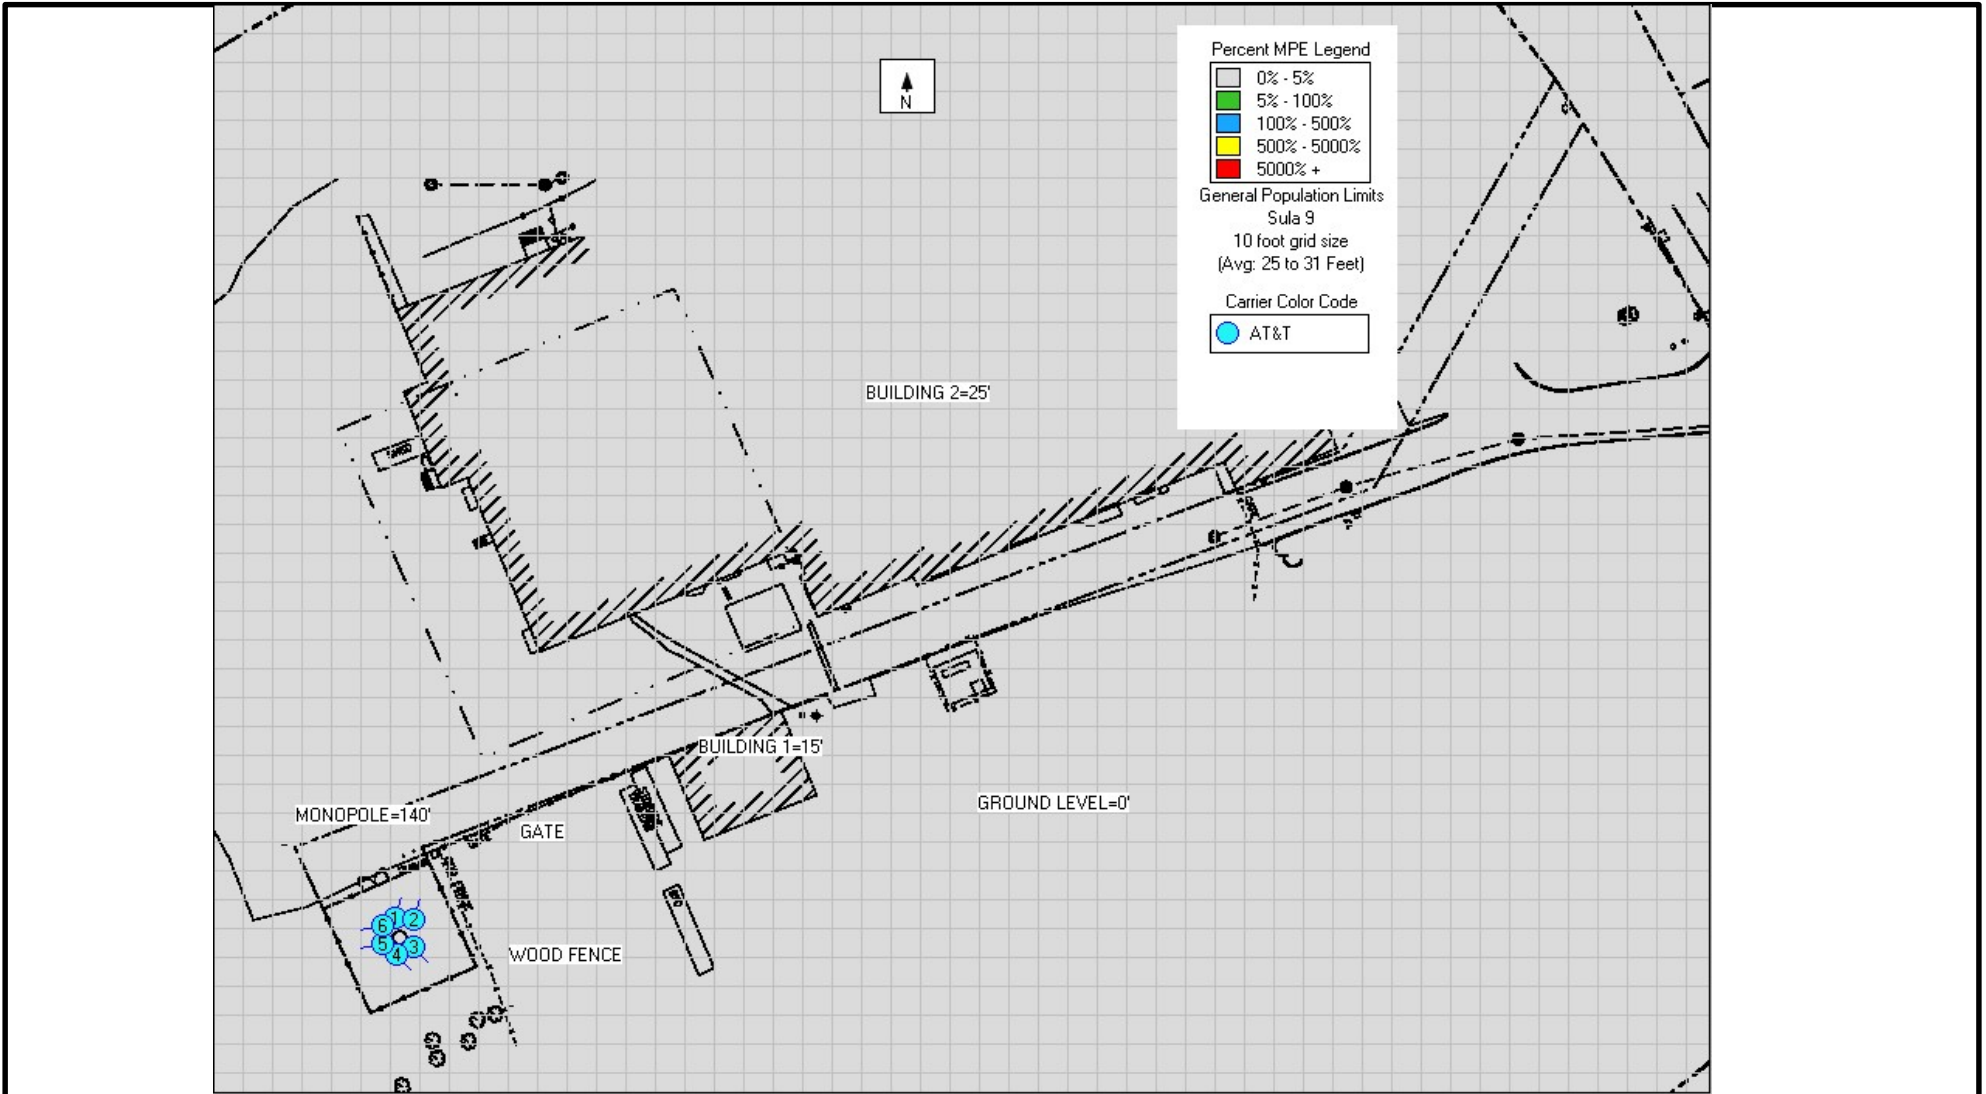 N
Percent MPE Legend
0% - 5%
5% - 100%
100% - 500%
500% - 5000%
5000% +
General Population Limits
Sula 9
10 foot grid size
(Avg: 25 to 31 Feet)
Carrier Color Code
AT&T
BUILDING 2=25'
BUILDING 1=15'
GROUND LEVEL=0'
MONOPOLE=140'
GATE
1
2
6
5
3
4
WOOD FENCE